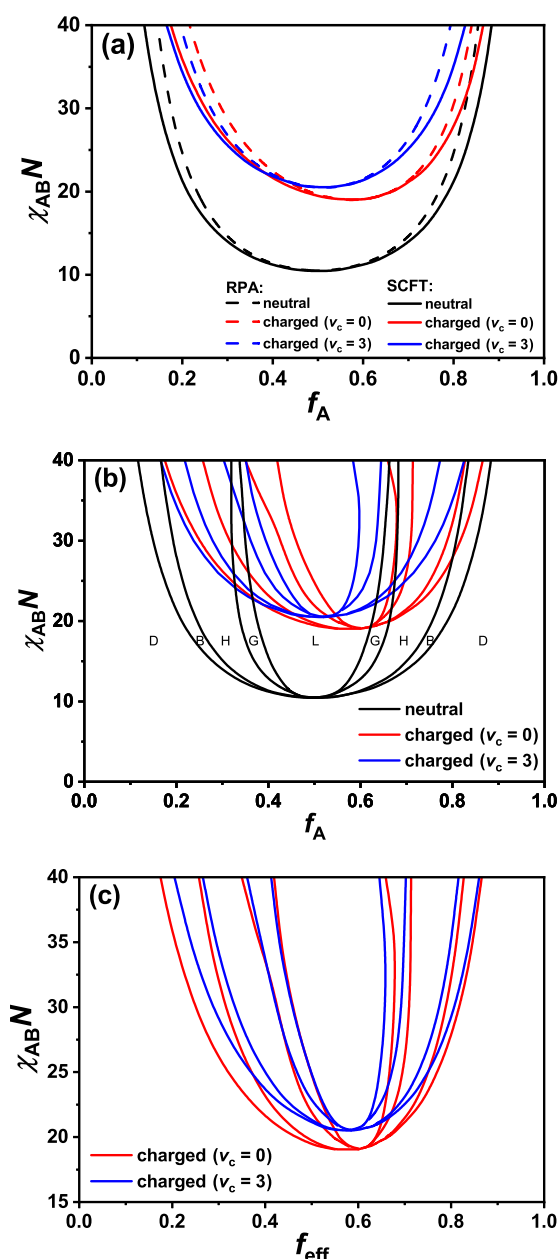 (a)
40
30
20
10
0
χABN
RPA: SCFT:
neutral neutral
charged (vc = 0) charged (vc = 0)
charged (vc = 3) charged (vc = 3)
0.0 0.2 0.4 0.6 0.8 1.0
fA
(b)
40
30
20
10
0
χABN
D B H G L G H B D
neutral
charged (vc = 0)
charged (vc = 3)
0.0 0.2 0.4 0.6 0.8 1.0
fA
(c)
40
35
30
25
20
15
χABN
charged (vc = 0)
charged (vc = 3)
0.0 0.2 0.4 0.6 0.8 1.0
feff